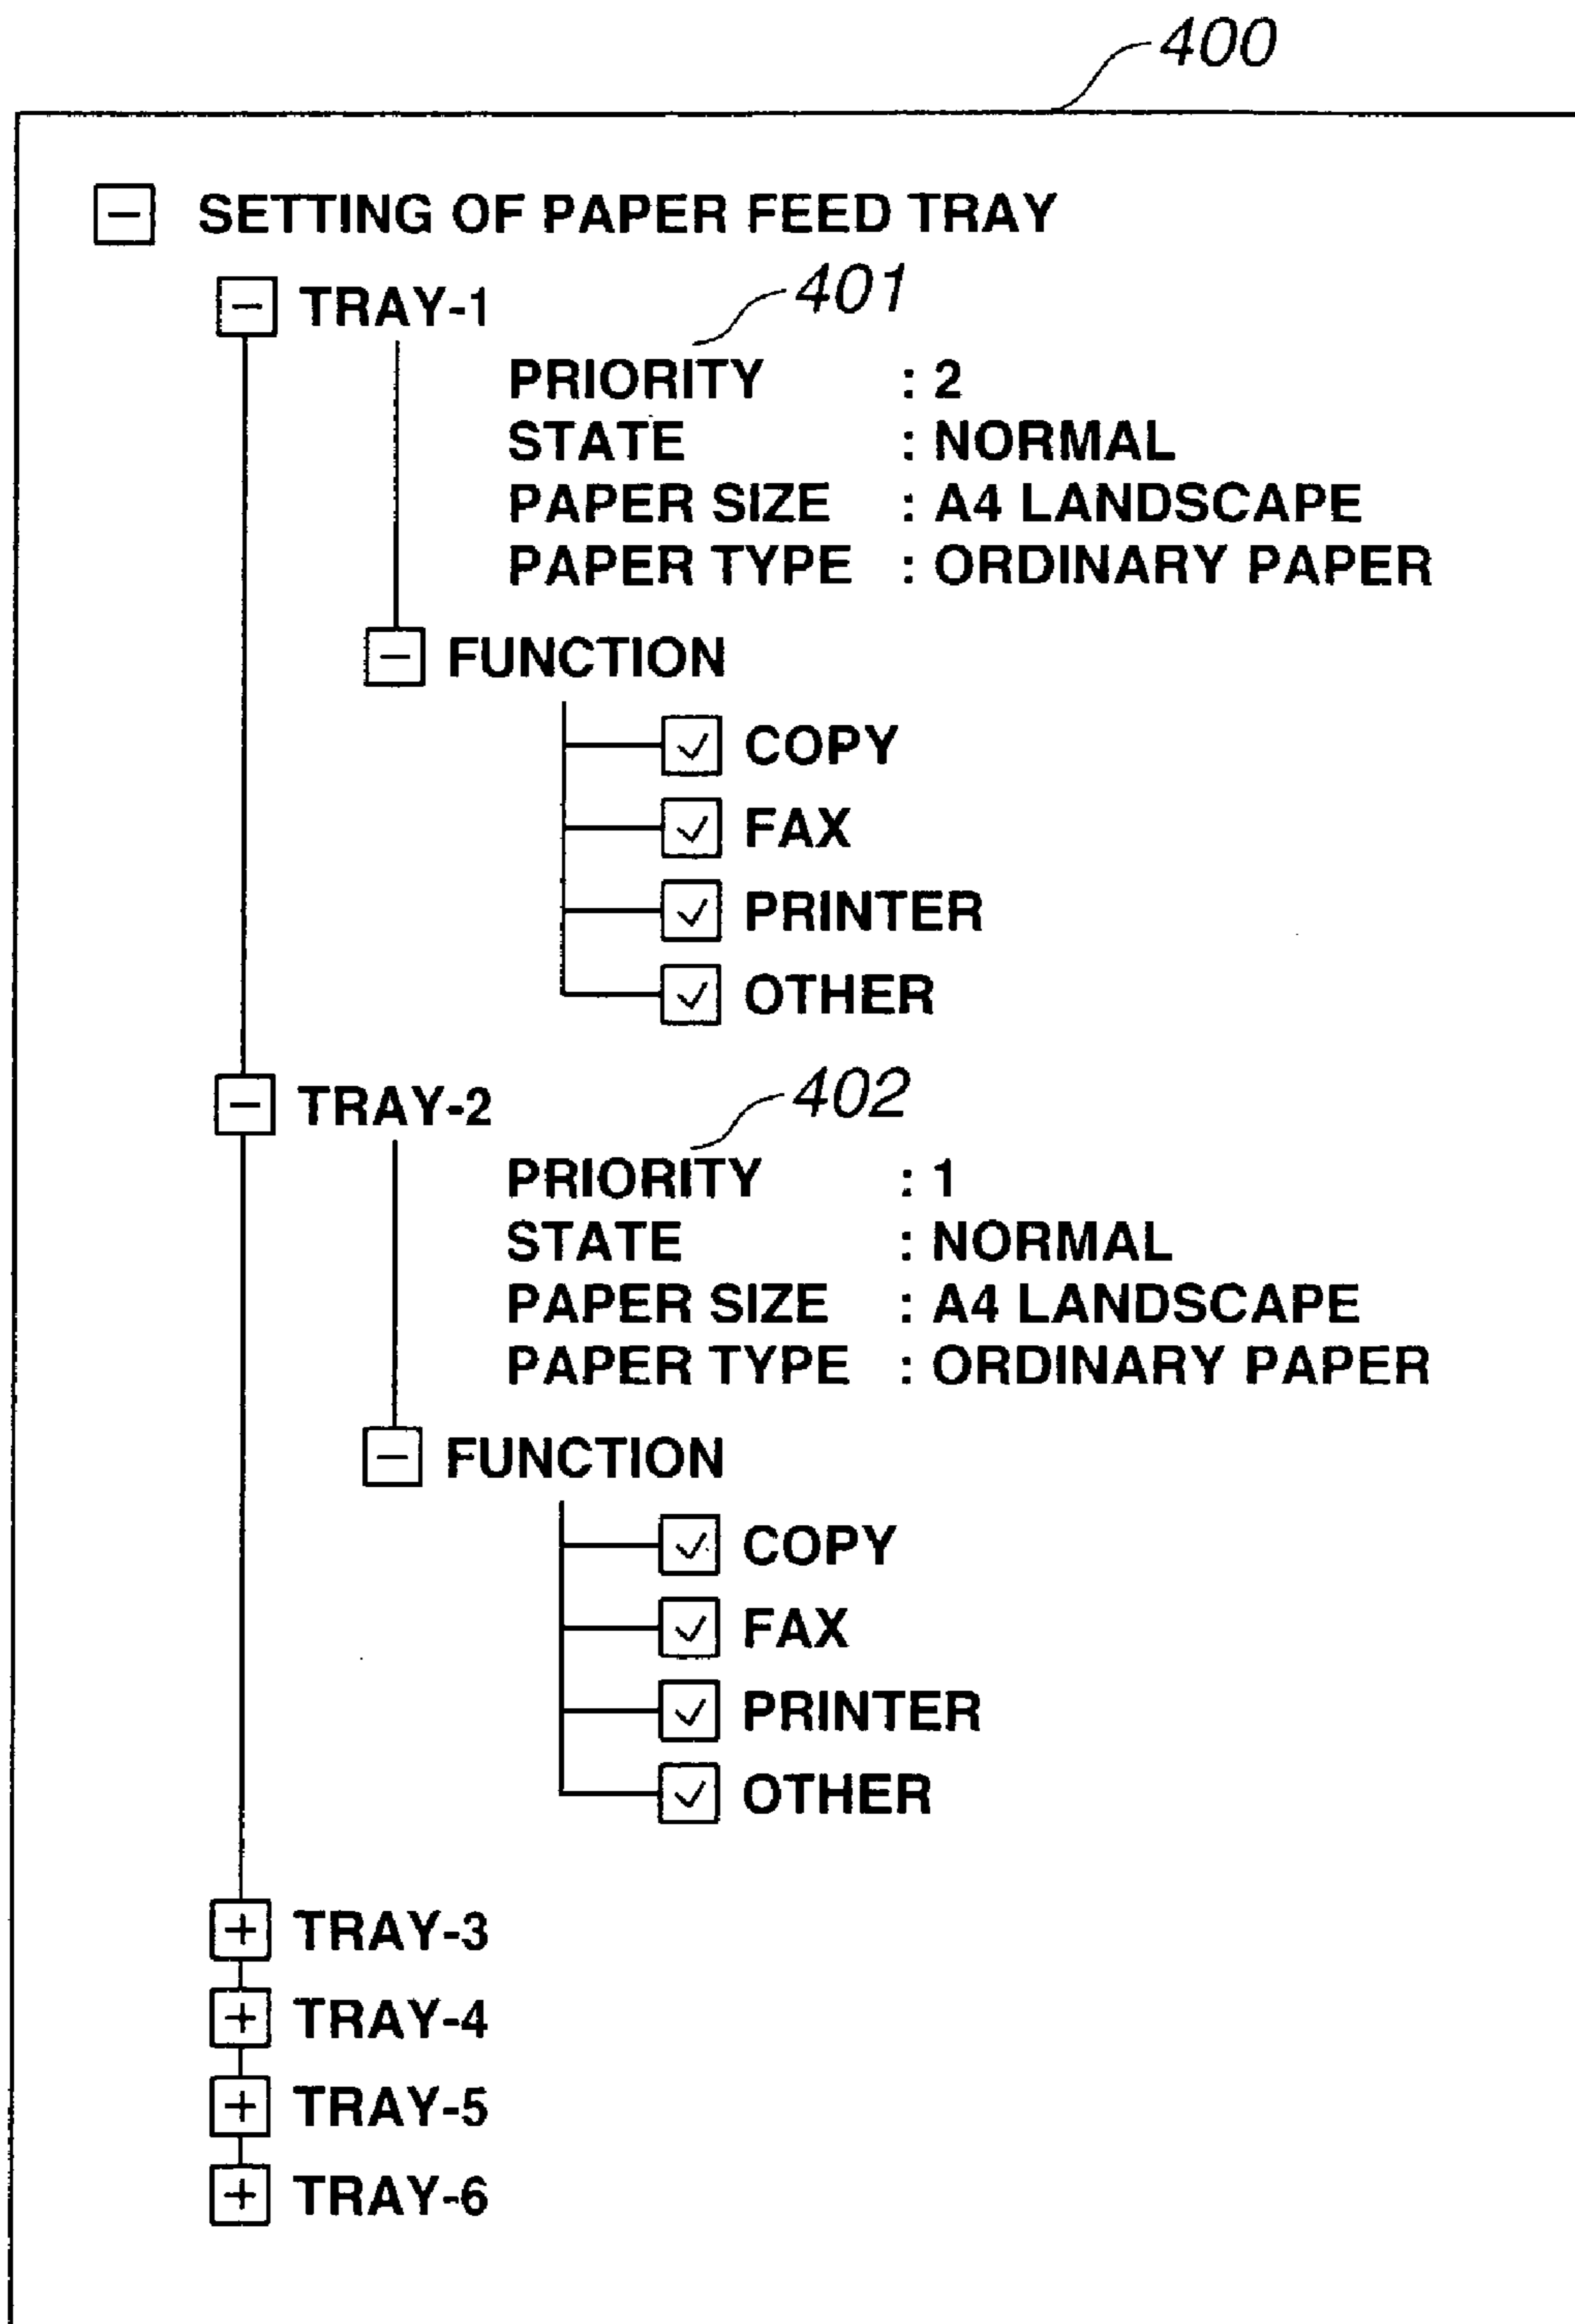 400
SETTING OF PAPER FEED TRAY
TRAY-1
401
PRIORITY : 2
STATE : NORMAL
PAPER SIZE : A4 LANDSCAPE
PAPER TYPE : ORDINARY PAPER
FUNCTION
COPY
FAX
PRINTER
OTHER
TRAY-2
402
PRIORITY : 1
STATE : NORMAL
PAPER SIZE : A4 LANDSCAPE
PAPER TYPE : ORDINARY PAPER
FUNCTION
COPY
FAX
PRINTER
OTHER
TRAY-3
TRAY-4
TRAY-5
TRAY-6